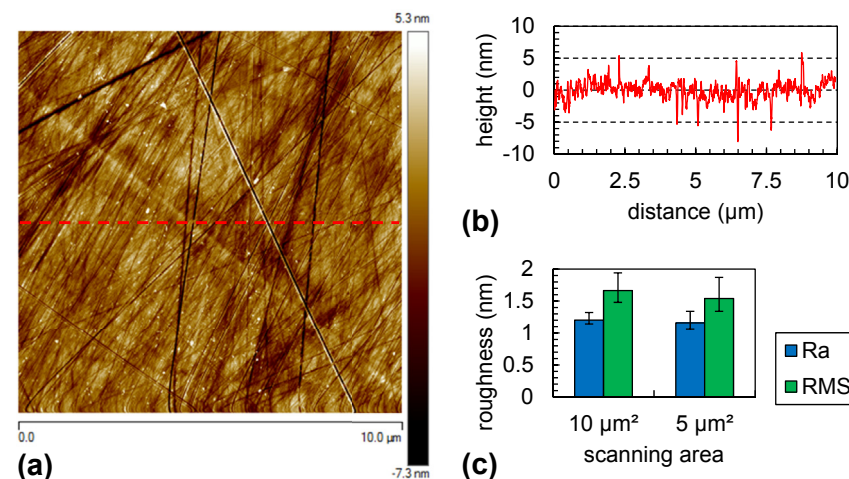 5.3 nm
0.0
10.0 µm
-7.3 nm
(a)
height (nm)
10
5
0
-5
-10
0
2.5
5
7.5
10
distance (µm)
(b)
roughness (nm)
2
1.5
1
0.5
0
10 µm²
5 µm²
scanning area
Ra
RMS
(c)